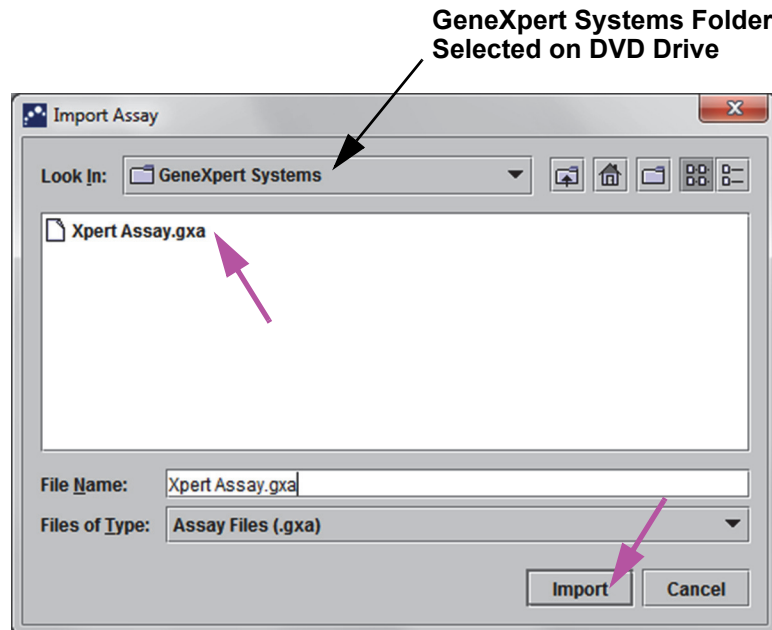 GeneXpert Systems Folder
Selected on DVD Drive
Import Assay
Look In: GeneXpert Systems
Xpert Assay.gxa
File Name: Xpert Assay.gxa
Files of Type: Assay Files (.gxa)
Import Cancel